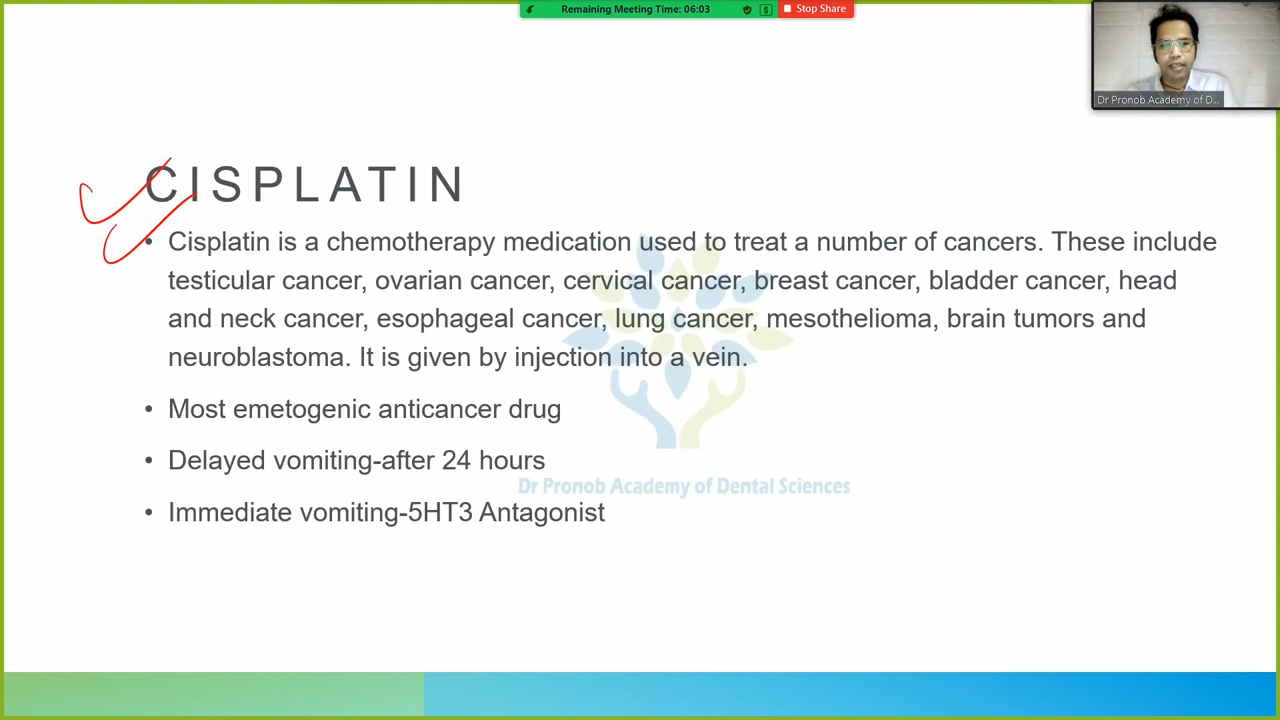 Remaining Meeting Time: 06:03
Stop Share
Dr Pronob Academy of D...
CISPLATIN
• Cisplatin is a chemotherapy medication used to treat a number of cancers. These include
testicular cancer, ovarian cancer, cervical cancer, breast cancer, bladder cancer, head
and neck cancer, esophageal cancer, lung cancer, mesothelioma, brain tumors and
neuroblastoma. It is given by injection into a vein.
• Most emetogenic anticancer drug
• Delayed vomiting-after 24 hours
Dr Pronob Academy of Dental Sciences
• Immediate vomiting-5HT3 Antagonist